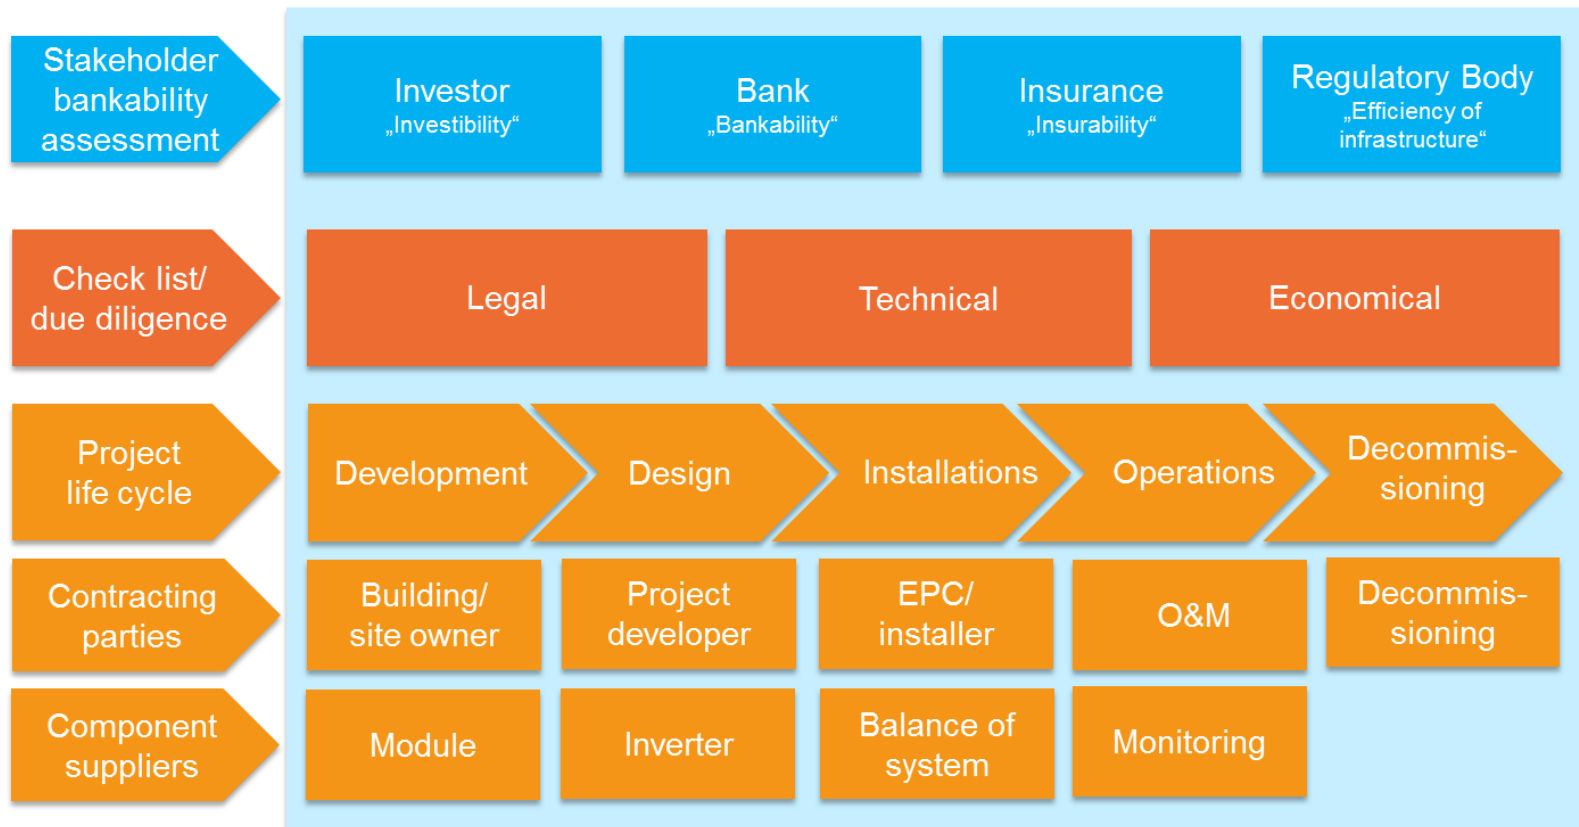 Stakeholder
bankability
assessment
Investor
„Investibility“
Bank
„Bankability“
Insurance
„Insurability“
Regulatory Body
„Efficiency of
infrastructure“
Check list/
due diligence
Legal
Technical
Economical
Project
life cycle
Development
Design
Installations
Operations
Decommis-
sioning
Contracting
parties
Building/
site owner
Project
developer
EPC/
installer
O&M
Decommis-
sioning
Component
suppliers
Module
Inverter
Balance of
system
Monitoring